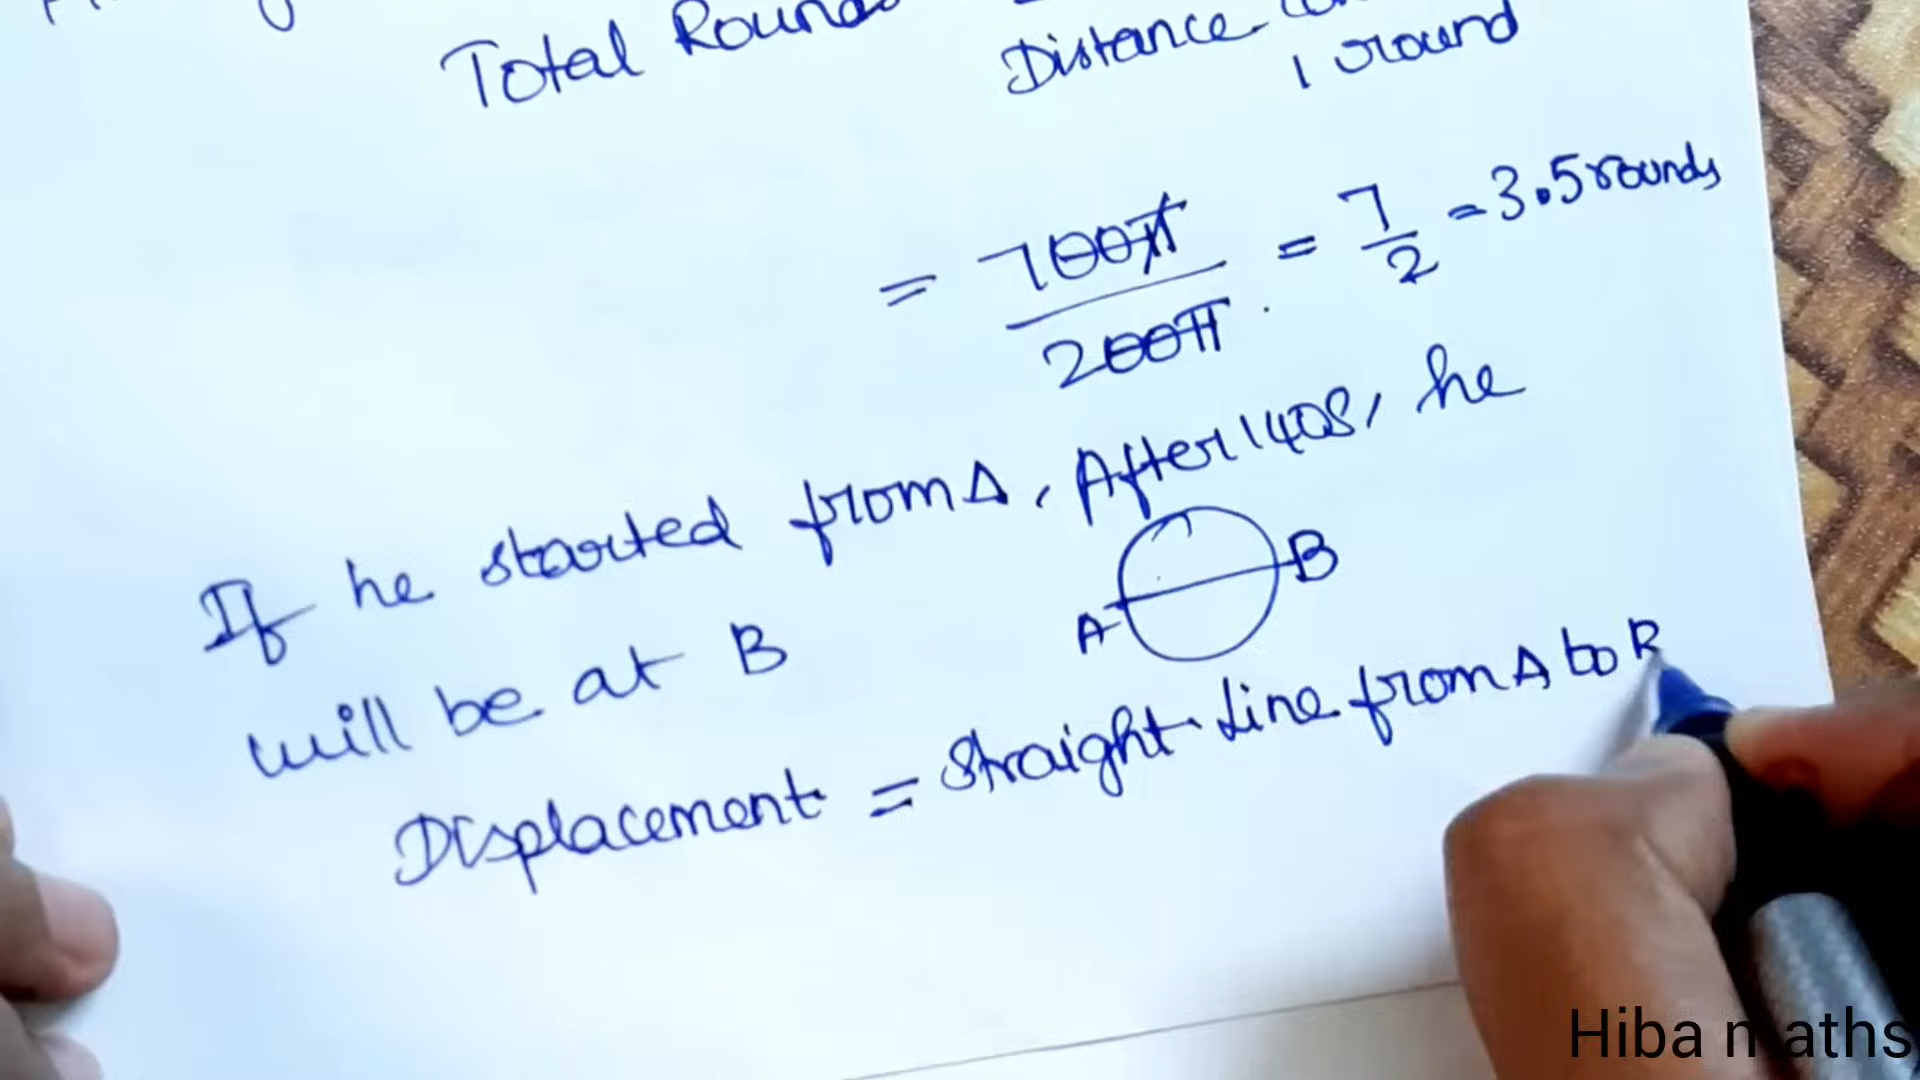 Total Round
Distance
1 round
= 700π/200π = 7/2 = 3.5 rounds
If he started from A, After 140s, he
will be at B
A B
Displacement = Straight Line from A to B
Hiba maths